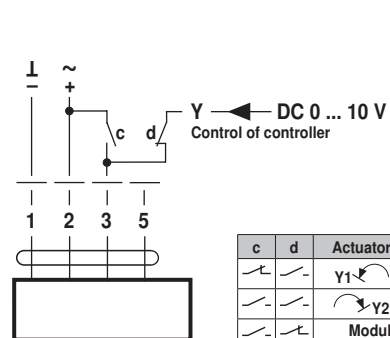 ⊥ ~
– +
Y DC 0 ... 10 V
c d Control of controller
1 2 3 5
c d Actuator
Y1
Y2
Modul